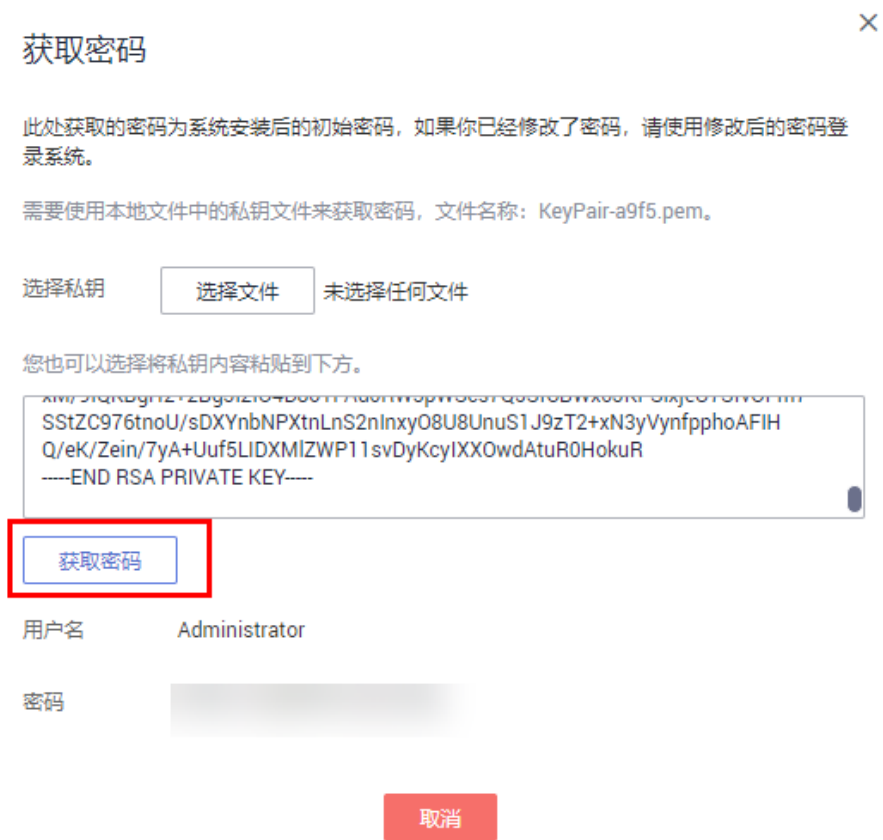 获取密码
此处获取的密码为系统安装后的初始密码，如果你已经修改了密码，请使用修改后的密码登
录系统。
需要使用本地文件中的私钥文件来获取密码，文件名称：KeyPair-a9f5.pem。
选择私钥 选择文件 未选择任何文件
您也可以选择将私钥内容粘贴到下方。
SStZC976tnoU/sDXYnbNPXtnLnS2nInxyO8U8UnuS1J9zT2+xN3yVynfpphoAFIH
Q/eK/Zein/7yA+Uuf5LIDXMlZWP11svDyKcyIXXOwdAtuR0HokuR
-----END RSA PRIVATE KEY-----
获取密码
用户名 Administrator
密码
取消